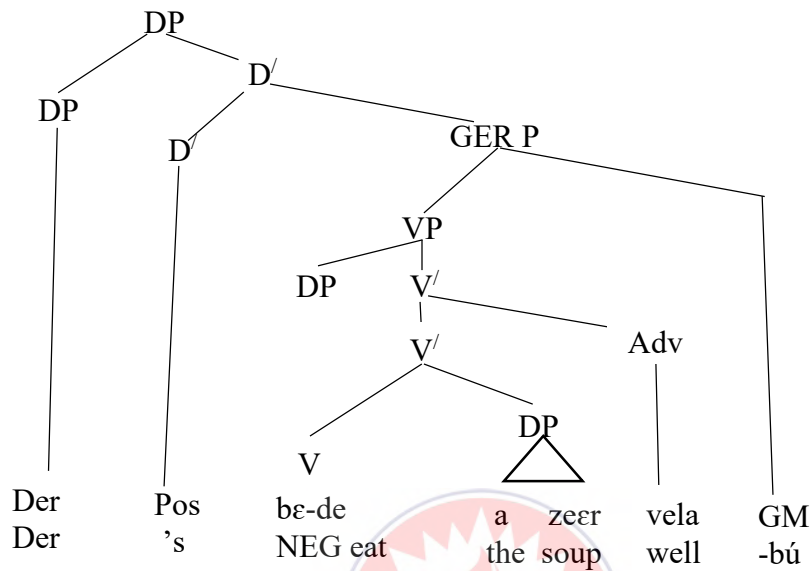 DP
D/
DP
GER P
D/
VP
DP V/
Adv
V/
DP
V
Der Pos bɛ-de a zeɛr vela GM
Der 's NEG eat the soup well -bú